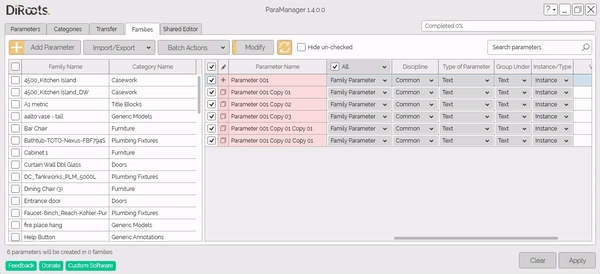 DiRoots.
ParaManager 1.4.0.0
?
Parameters Categories Transfer Families Shared Editor
Completed 0%
Add Parameter Import/Export Batch Actions Modify Hide un-checked Search parameters...
Family Name Category Name
4500_Kitchen Island Casework
4500_Kitchen Island_DW Casework
A1 metric Title Blocks
aalto vase - tall Generic Models
Bar Chair Furniture
Bathtub-TOTO-Nexus-FBF794S Plumbing Fixtures
Cabinet 1 Furniture
Curtain Wall Dbl Glass Doors
DC_Tankworks_PLM_5000L Plumbing Fixtures
Dining Chair (3) Furniture
Entrance door Doors
Faucet-8inch_Reach-Kohler-Pu Plumbing Fixtures
fire place hang Generic Models
Help Button Generic Annotations
Parameter Name All Discipline Type of Parameter Group Under Instance/Type V
Parameter 001 Family Parameter Common Text Text Instance
Parameter 001 Copy 01 Family Parameter Common Text Text Instance
Parameter 001 Copy 02 Family Parameter Common Text Text Instance
Parameter 001 Copy 03 Family Parameter Common Text Text Instance
Parameter 001 Copy 01 Copy 01 Family Parameter Common Text Text Instance
Parameter 001 Copy 02 Copy 01 Family Parameter Common Text Text Instance
6 parameters will be created in 0 families
Feedback Donate Custom Software
Clear Apply